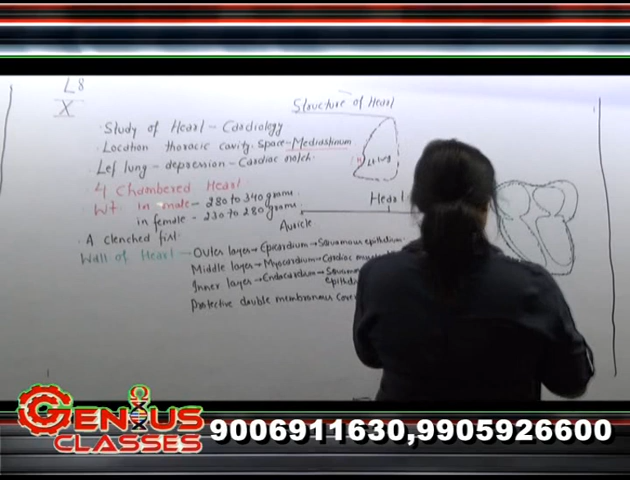 L8
X
Structure of Heart
Study of Heart - Cardiology
Location thoracic cavity. Space - Mediastinum
Lef lung - depression - Cardiac notch.
H L. Lung
4 Chambered Heart
Wt. in male - 280 to 340 grams
in female - 230 to 280 grams
Heart
Auricle
A clenched fist.
Wall of Heart - Outer layer → Epicardium → Squamous epithelium
Middle layer → Myocardium → Cardiac
Inner layer → Endocardium →
Protective double membranous
GENIUS CLASSES 9006911630,9905926600